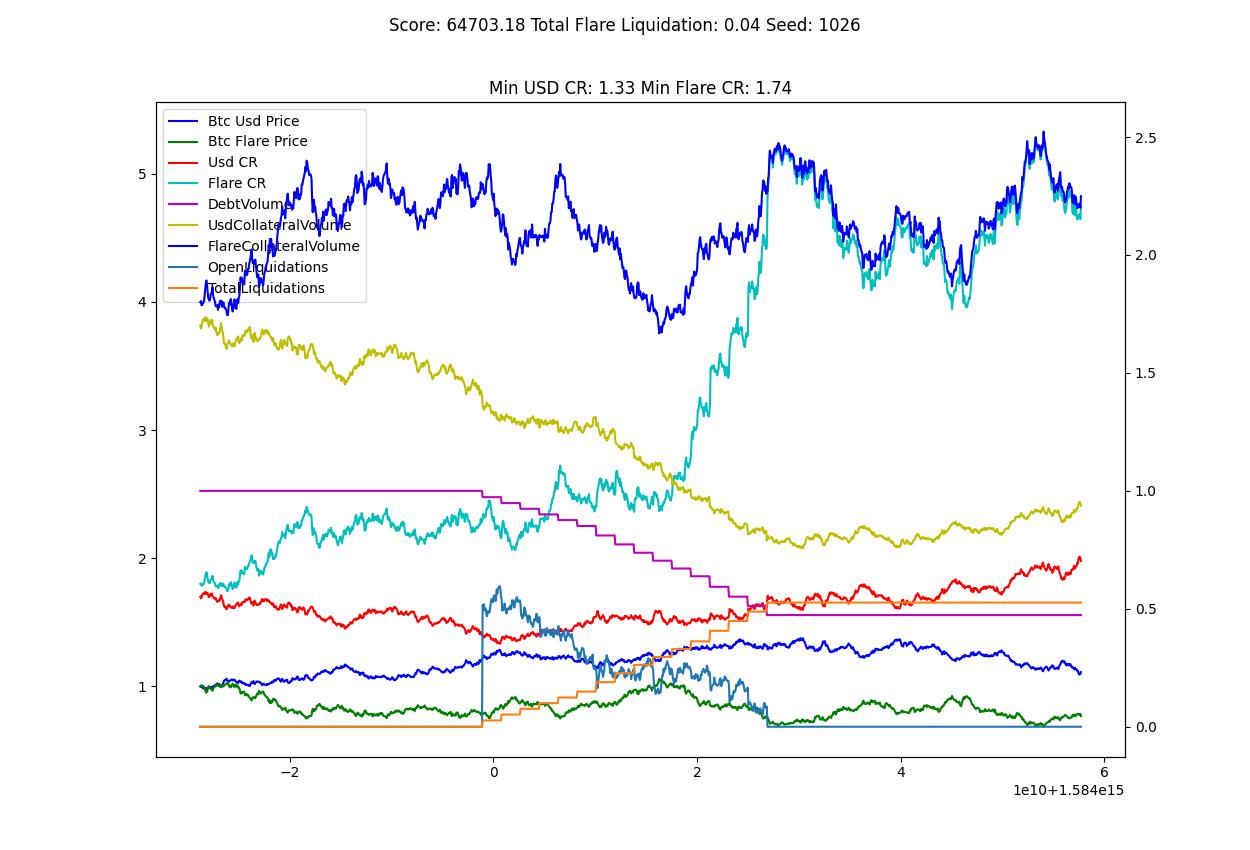 Score: 64703.18 Total Flare Liquidation: 0.04 Seed: 1026
Min USD CR: 1.33 Min Flare CR: 1.74
Btc Usd Price
Btc Flare Price
Usd CR
Flare CR
DebtVolume
UsdCollateralVolume
FlareCollateralVolume
OpenLiquidations
TotalLiquidations
5
4
3
2
1
2.5
2.0
1.5
1.0
0.5
0.0
−2
0
2
4
6
1e10+1.584e15